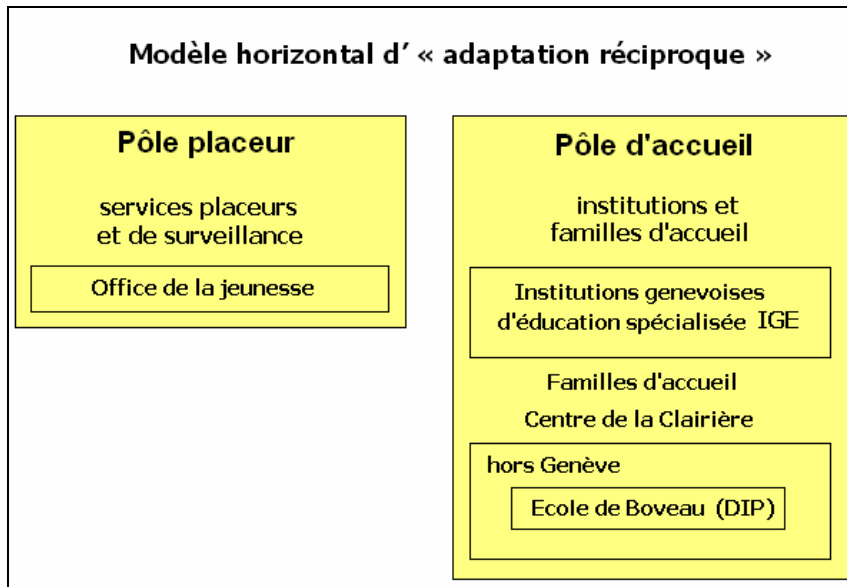 Modèle horizontal d' « adaptation réciproque »
Pôle placeur
services placeurs
et de surveillance
Office de la jeunesse
Pôle d'accueil
institutions et
familles d'accueil
Institutions genevoises
d'éducation spécialisée IGE
Familles d'accueil
Centre de la Clairière
hors Genève
Ecole de Boveau (DIP)